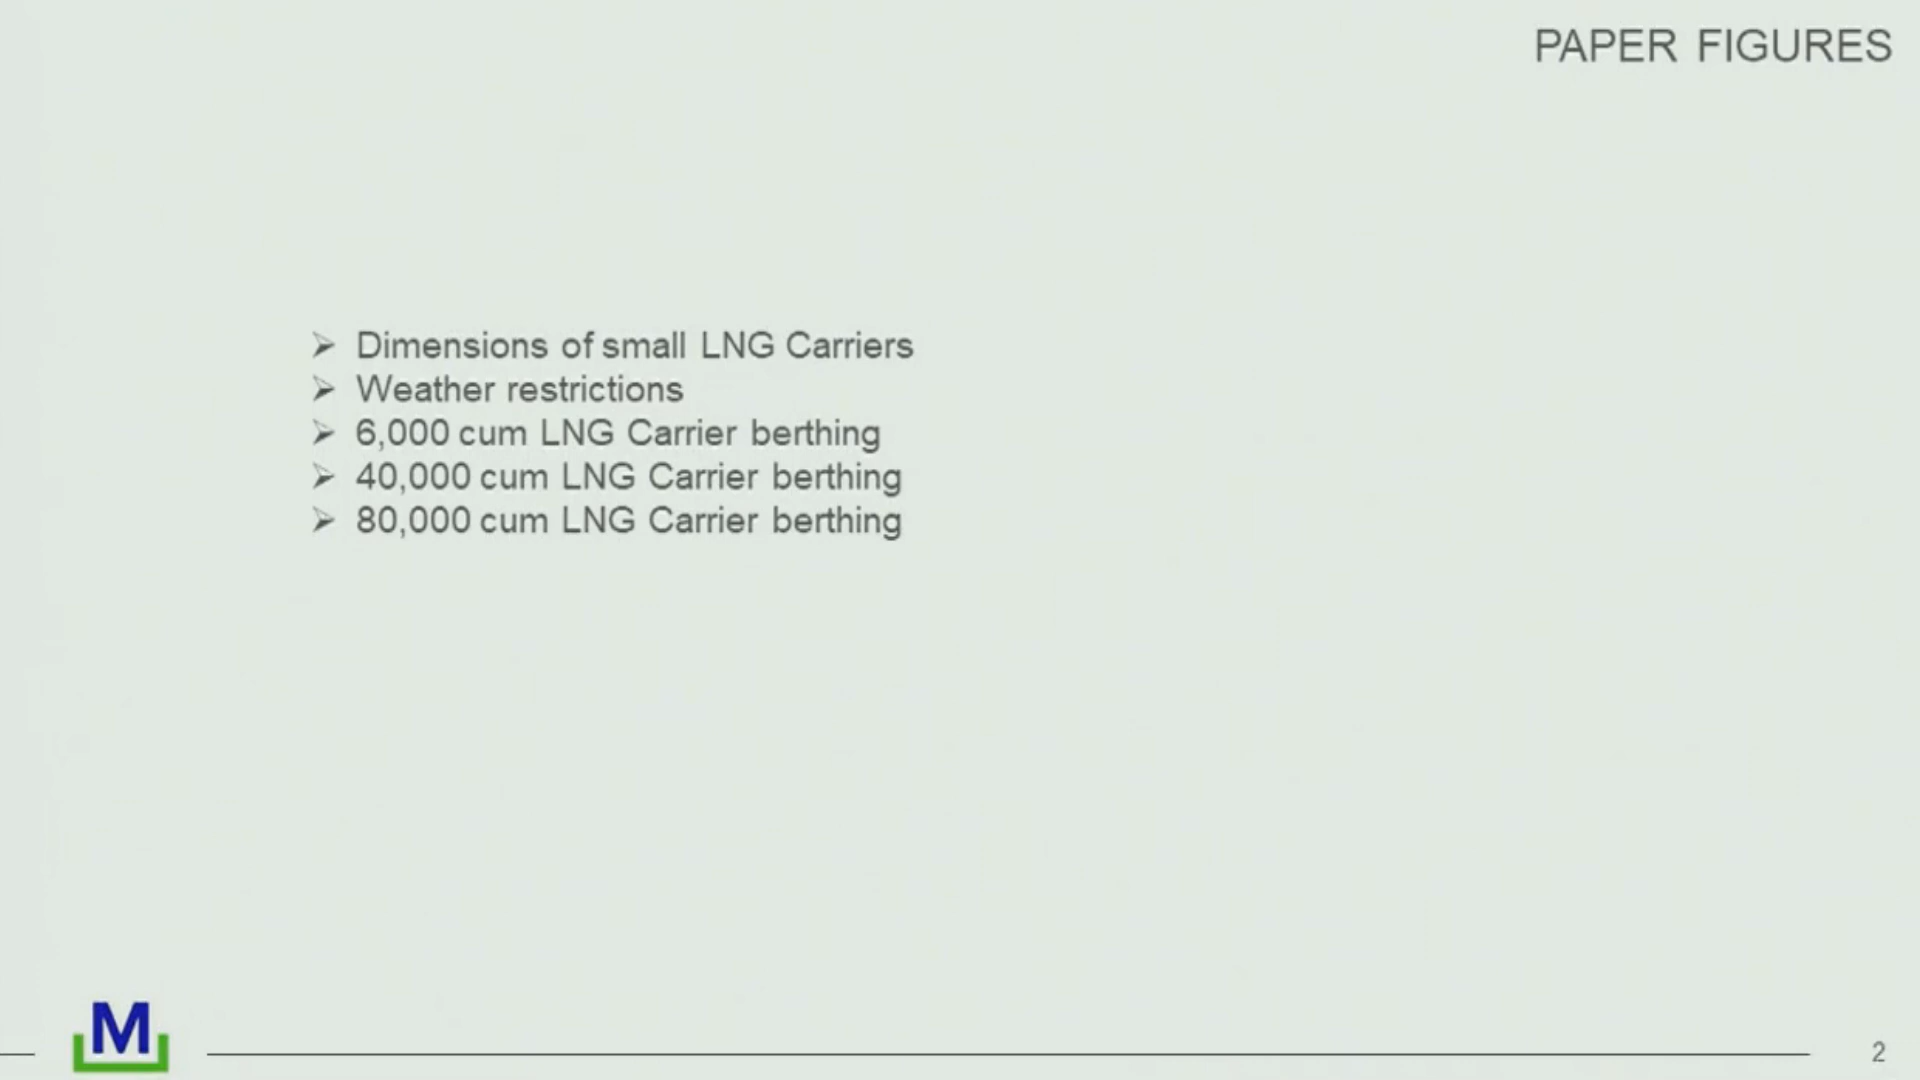 PAPER FIGURES
➢ Dimensions of small LNG Carriers
➢ Weather restrictions
➢ 6,000 cum LNG Carrier berthing
➢ 40,000 cum LNG Carrier berthing
➢ 80,000 cum LNG Carrier berthing
M
2